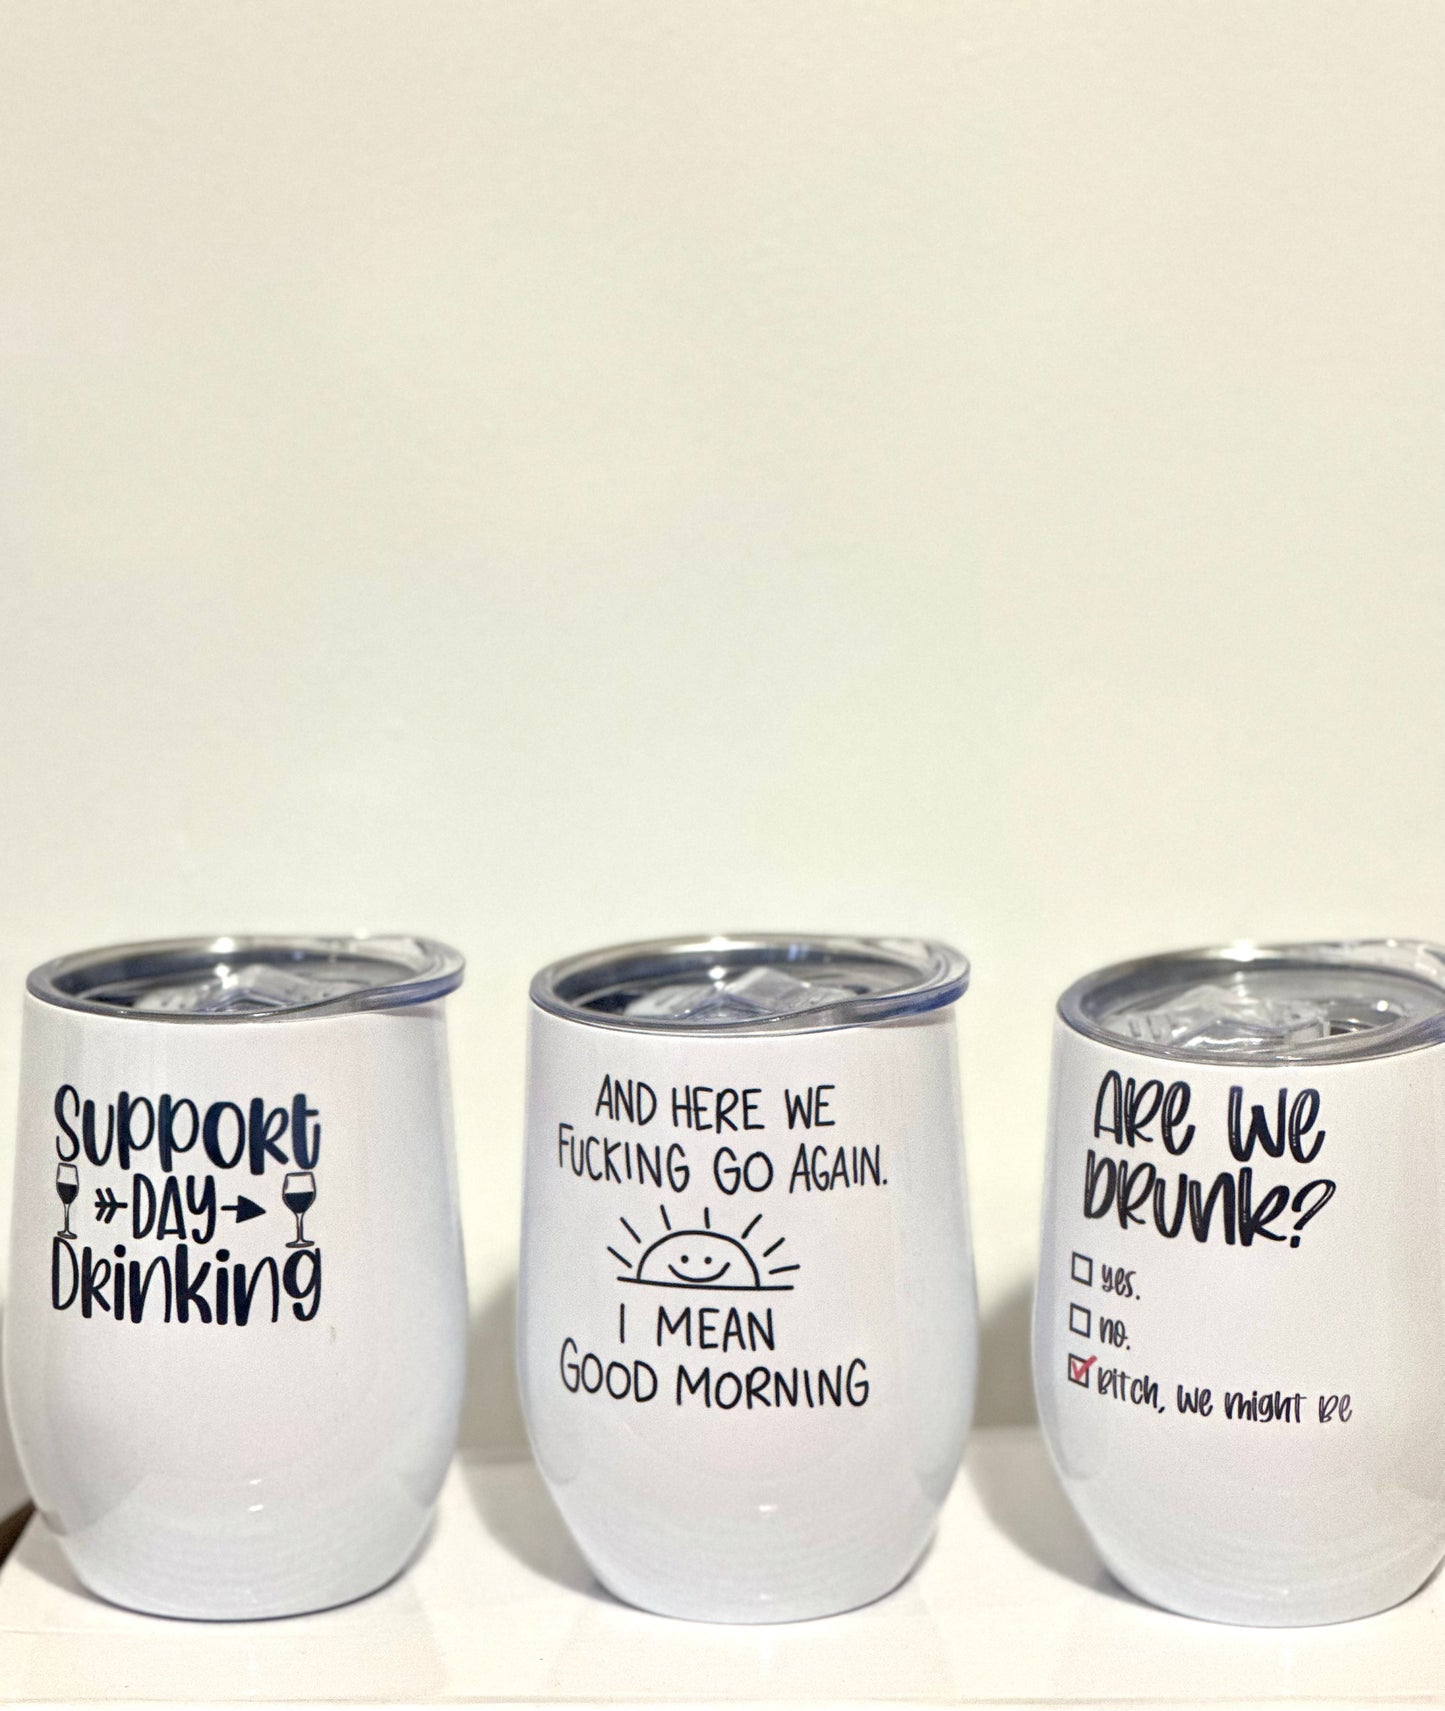 Support
DAY
Drinking
AND HERE WE
FUCKING GO AGAIN.
I MEAN
GOOD MORNING
ARE WE
DRUNK?
yes.
no.
Bitch, we might be